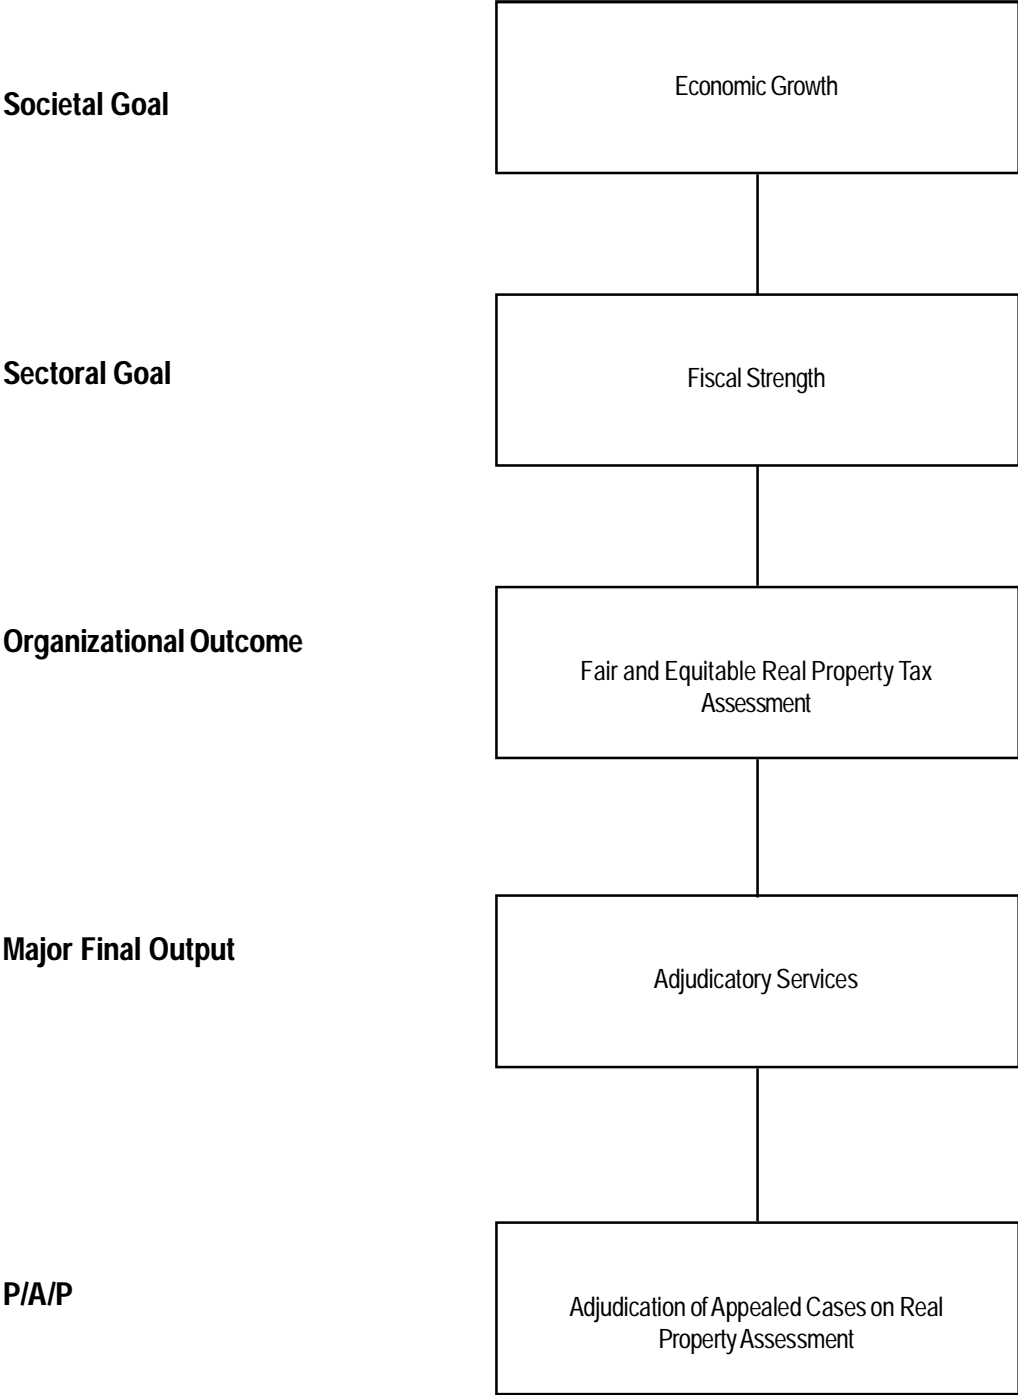 Societal Goal
Economic Growth
Sectoral Goal
Fiscal Strength
Organizational Outcome
Fair and Equitable Real Property Tax
Assessment
Major Final Output
Adjudicatory Services
P/A/P
Adjudication of Appealed Cases on Real
Property Assessment